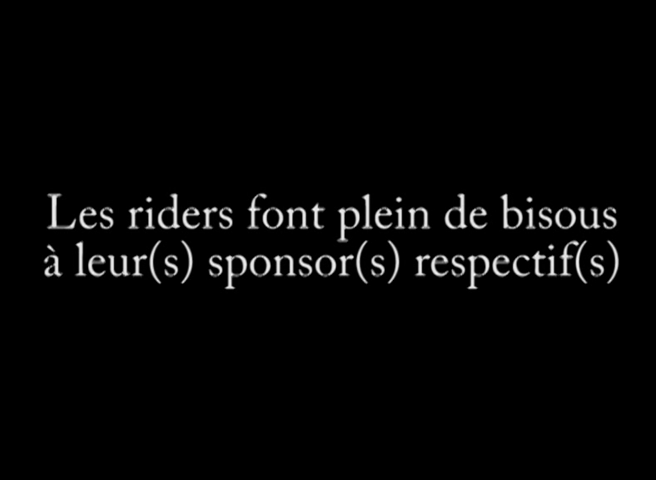 Les riders font plein de bisous
à leur(s) sponsor(s) respectif(s)